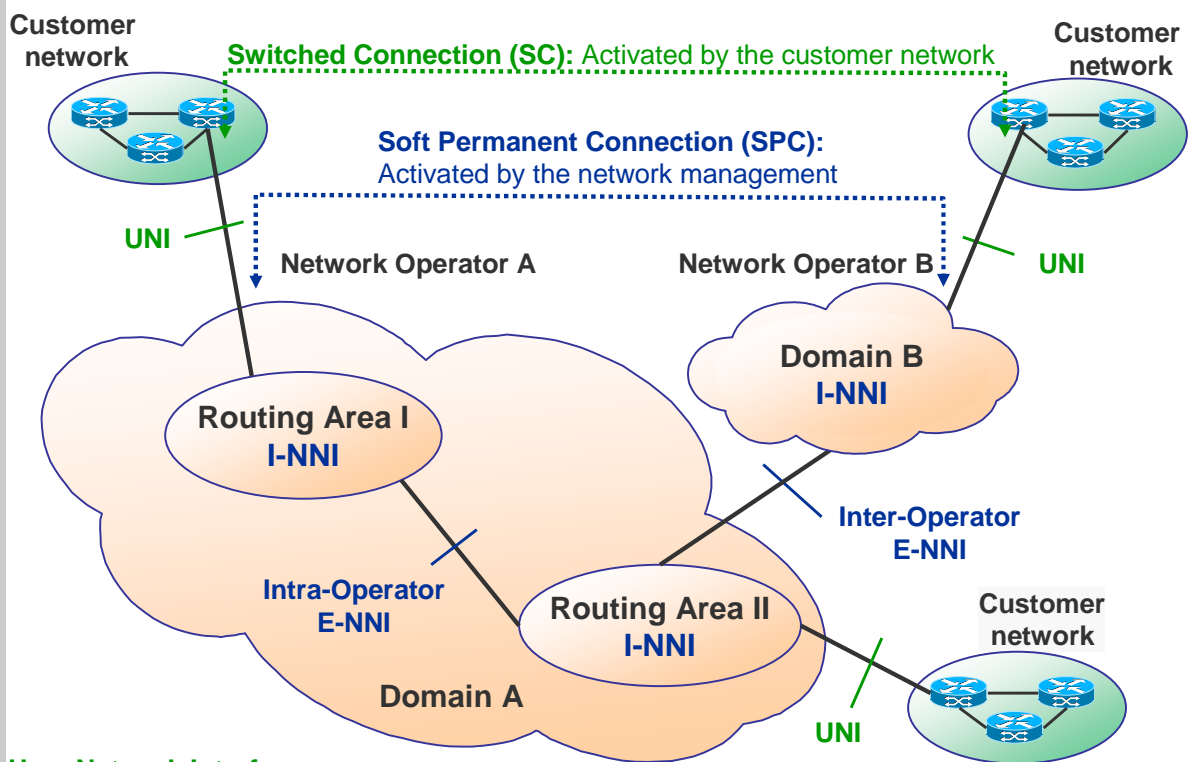 Customer
network
Customer
network
Switched Connection (SC): Activated by the customer network
Soft Permanent Connection (SPC):
Activated by the network management
UNI
Network Operator A
Network Operator B
UNI
Domain B
I-NNI
Routing Area I
I-NNI
Inter-Operator
E-NNI
Intra-Operator
E-NNI
Routing Area II
I-NNI
Customer
network
Domain A
UNI